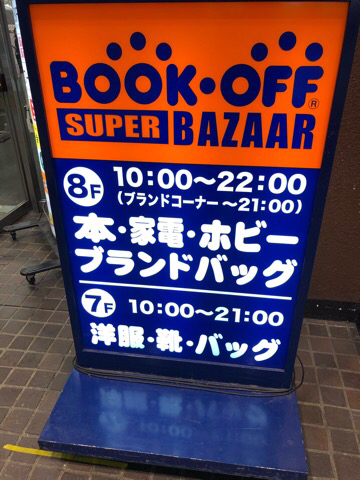 BOOK・OFF®
SUPER BAZAAR
8F 10:00～22:00
(ブランドコーナー ～21:00)
本・家電・ホビー
ブランドバッグ
7F 10:00～21:00
洋服・靴・バッグ